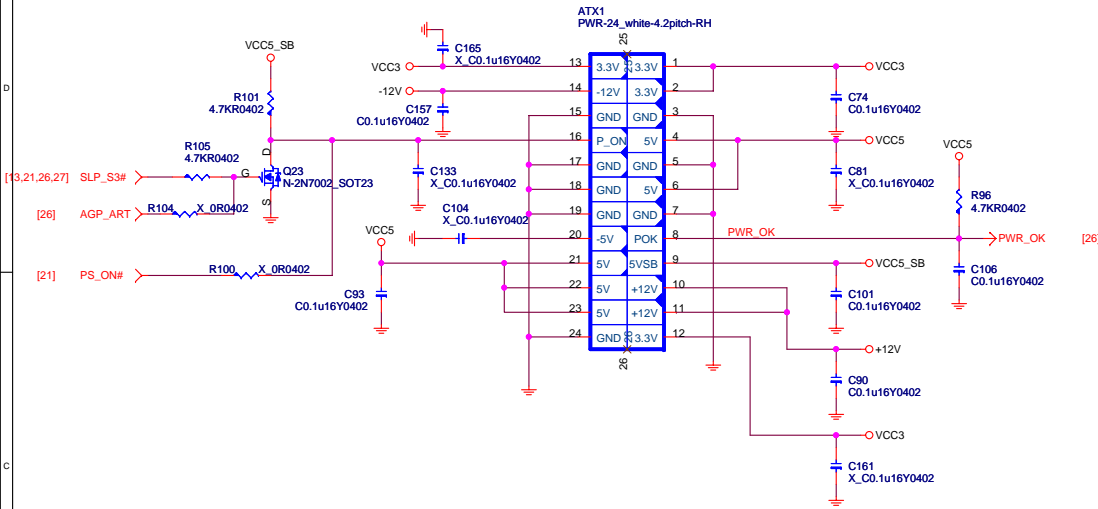 ATX1
PWR-24_white-4.2pitch-RH
25
C165
X_C0.1u16Y0402
VCC5_SB
VCC3
13
3.3V
3.3V
1
VCC3
D
-12V
14
-12V
3.3V
2
R101
4.7KR0402
C157
C0.1u16Y0402
15
GND
GND
3
C74
C0.1u16Y0402
16
P_ON
5V
4
VCC5
VCC5
R105
4.7KR0402
D
17
GND
GND
5
[13,21,26,27]
SLP_S3#
G
Q23
N-2N7002_SOT23
C133
X_C0.1u16Y0402
18
GND
5V
6
C81
X_C0.1u16Y0402
S
R96
4.7KR0402
[26]
AGP_ART
R104
X_0R0402
C104
X_C0.1u16Y0402
19
GND
GND
7
VCC5
20
-5V
POK
8
PWR_OK
PWR_OK
[26]
21
5V
5VSB
9
VCC5_SB
[21]
PS_ON#
R100
X_0R0402
C106
C0.1u16Y0402
22
5V
+12V
10
C93
C0.1u16Y0402
C101
C0.1u16Y0402
23
5V
+12V
11
24
GND
3.3V
12
+12V
26
C90
C0.1u16Y0402
VCC3
C
C161
X_C0.1u16Y0402